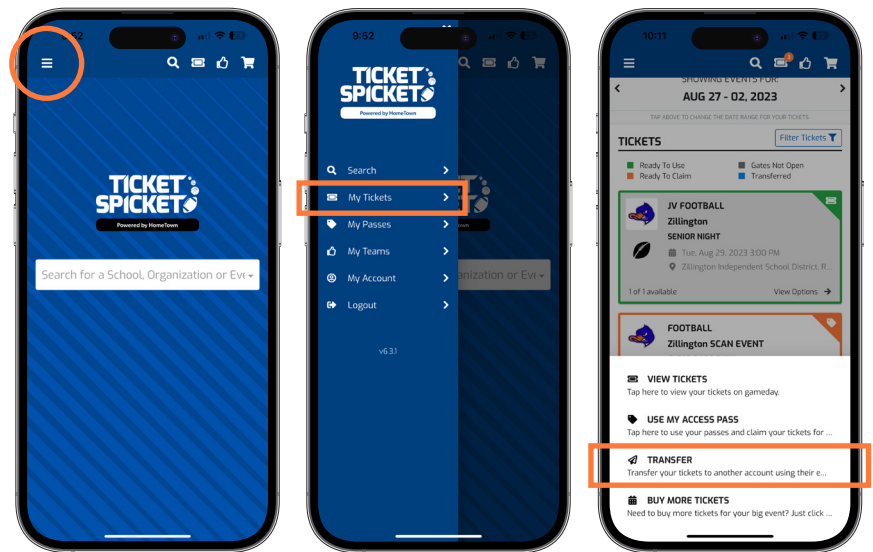 9:52
TICKET
SPICKET
Powered by HomeTown
Search for a School, Organization or Eve
9:52
TICKET
SPICKET
Powered by HomeTown
Search
My Tickets
My Passes
My Teams
My Account
Logout
v6.3.1
anization or Eve
10:11
SHOWING EVENTS FOR:
AUG 27 - 02, 2023
TAP ABOVE TO CHANGE THE DATE RANGE FOR YOUR TICKETS
TICKETS
Filter Tickets
Ready To Use
Gates Not Open
Ready To Claim
Transferred
JV FOOTBALL
Zillington
SENIOR NIGHT
Tue, Aug 29, 2023 3:00 PM
Zillington Independent School District, R...
1 of 1 available
View Options
FOOTBALL
Zillington SCAN EVENT
VIEW TICKETS
Tap here to view your tickets on gameday.
USE MY ACCESS PASS
Tap here to use your passes and claim your tickets for ...
TRANSFER
Transfer your tickets to another account using their e...
BUY MORE TICKETS
Need to buy more tickets for your big event? Just click ...